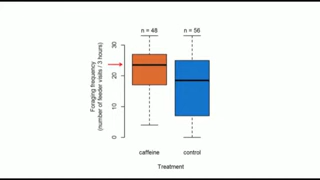 n = 48 n = 56
Foraging frequency
(number of feeder visits / 3 hours)
30
20
10
0
caffeine control
Treatment